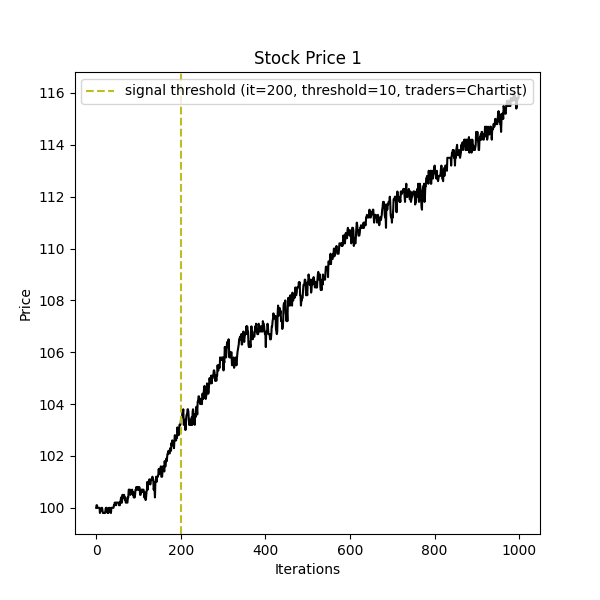 Stock Price 1
signal threshold (it=200, threshold=10, traders=Chartist)
116
114
112
110
108
106
104
102
100
Price
0 200 400 600 800 1000
Iterations